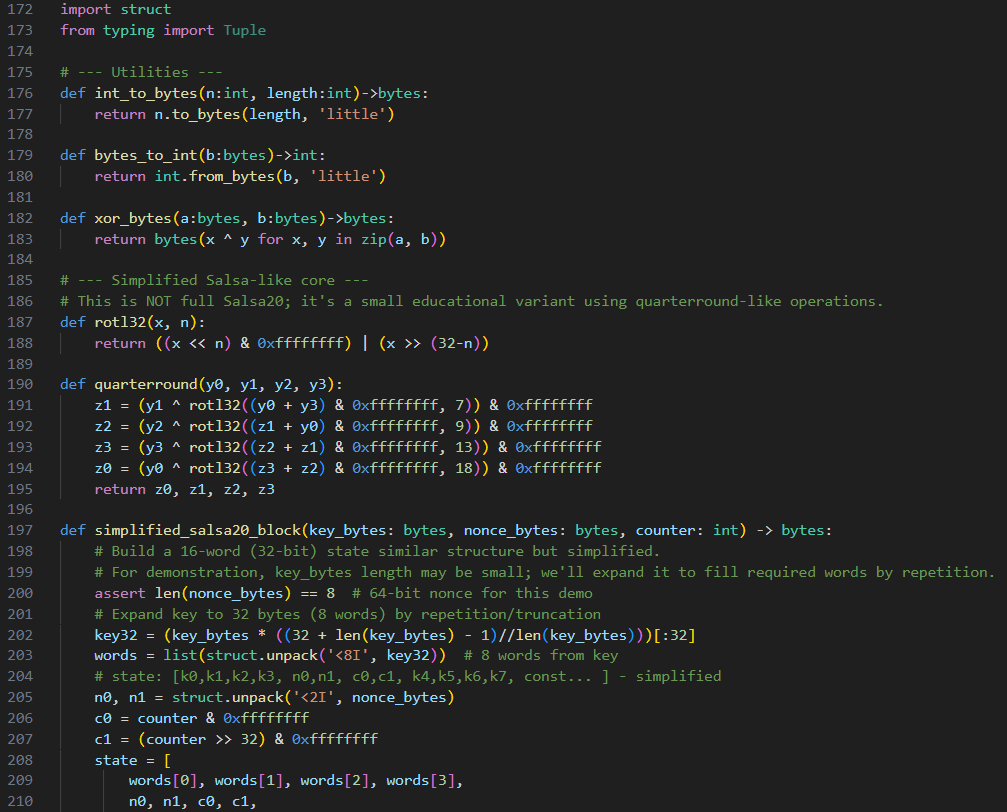 172 import struct
173 from typing import Tuple
174
175 # --- Utilities ---
176 def int_to_bytes(n:int, length:int)->bytes:
177     return n.to_bytes(length, 'little')
178
179 def bytes_to_int(b:bytes)->int:
180     return int.from_bytes(b, 'little')
181
182 def xor_bytes(a:bytes, b:bytes)->bytes:
183     return bytes(x ^ y for x, y in zip(a, b))
184
185 # --- Simplified Salsa-like core ---
186 # This is NOT full Salsa20; it's a small educational variant using quarterround-like operations.
187 def rotl32(x, n):
188     return ((x << n) & 0xffffffff) | (x >> (32-n))
189
190 def quarterround(y0, y1, y2, y3):
191     z1 = (y1 ^ rotl32((y0 + y3) & 0xffffffff, 7)) & 0xffffffff
192     z2 = (y2 ^ rotl32((z1 + y0) & 0xffffffff, 9)) & 0xffffffff
193     z3 = (y3 ^ rotl32((z2 + z1) & 0xffffffff, 13)) & 0xffffffff
194     z0 = (y0 ^ rotl32((z3 + z2) & 0xffffffff, 18)) & 0xffffffff
195     return z0, z1, z2, z3
196
197 def simplified_salsa20_block(key_bytes: bytes, nonce_bytes: bytes, counter: int) -> bytes:
198     # Build a 16-word (32-bit) state similar structure but simplified.
199     # For demonstration, key_bytes length may be small; we'll expand it to fill required words by repetition.
200     assert len(nonce_bytes) == 8  # 64-bit nonce for this demo
201     # Expand key to 32 bytes (8 words) by repetition/truncation
202     key32 = (key_bytes * ((32 + len(key_bytes) - 1)//len(key_bytes)))[:32]
203     words = list(struct.unpack('<8I', key32))  # 8 words from key
204     # state: [k0,k1,k2,k3, n0,n1, c0,c1, k4,k5,k6,k7, const... ] - simplified
205     n0, n1 = struct.unpack('<2I', nonce_bytes)
206     c0 = counter & 0xffffffff
207     c1 = (counter >> 32) & 0xffffffff
208     state = [
209         words[0], words[1], words[2], words[3],
210         n0, n1, c0, c1,